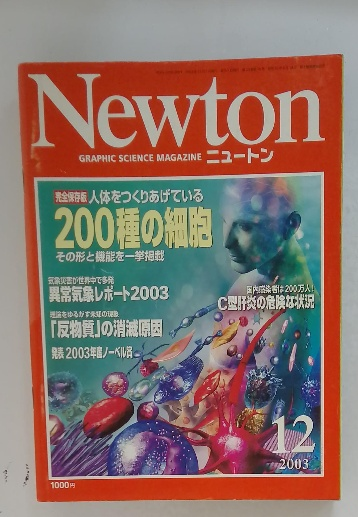 Newton
GRAPHIC SCIENCE MAGAZINE ニュートン
完全保存版 人体をつくりあげている
200種の細胞
その形と機能を一挙掲載
気象災害が世界中で多発
異常気象レポート2003
国内感染者は200万人!
C型肝炎の危険な状況
理論をゆるがす未知の現象
「反物質」の消滅原因
発表 2003年度ノーベル賞
12
2003
1000円